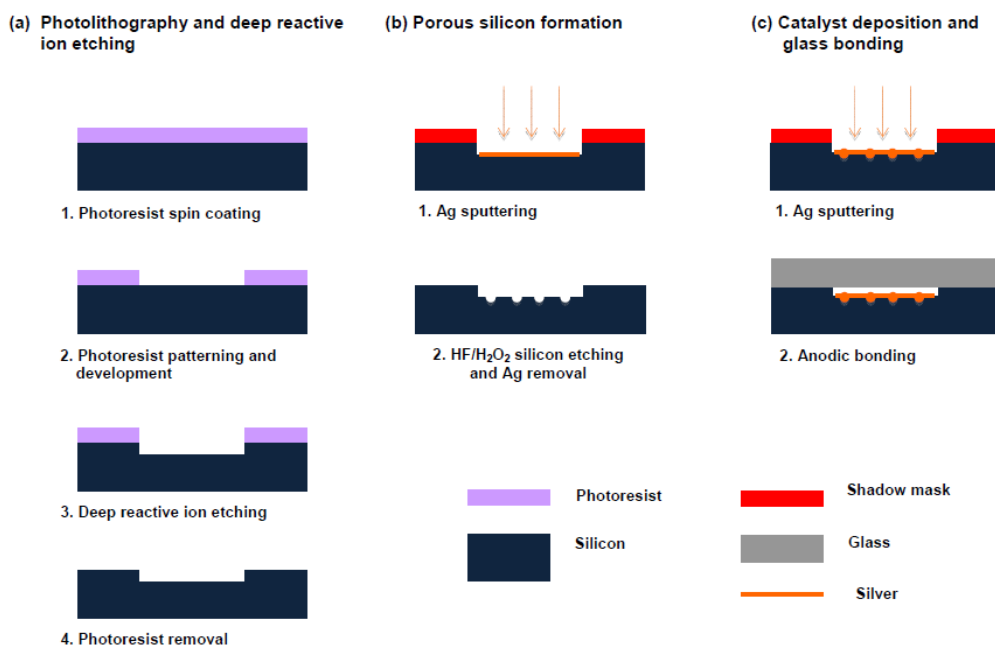 (a) Photolithography and deep reactive
ion etching
1. Photoresist spin coating
2. Photoresist patterning and
development
3. Deep reactive ion etching
4. Photoresist removal
(b) Porous silicon formation
1. Ag sputtering
2. HF/H₂O₂ silicon etching
and Ag removal
(c) Catalyst deposition and
glass bonding
1. Ag sputtering
2. Anodic bonding
Photoresist
Silicon
Shadow mask
Glass
Silver